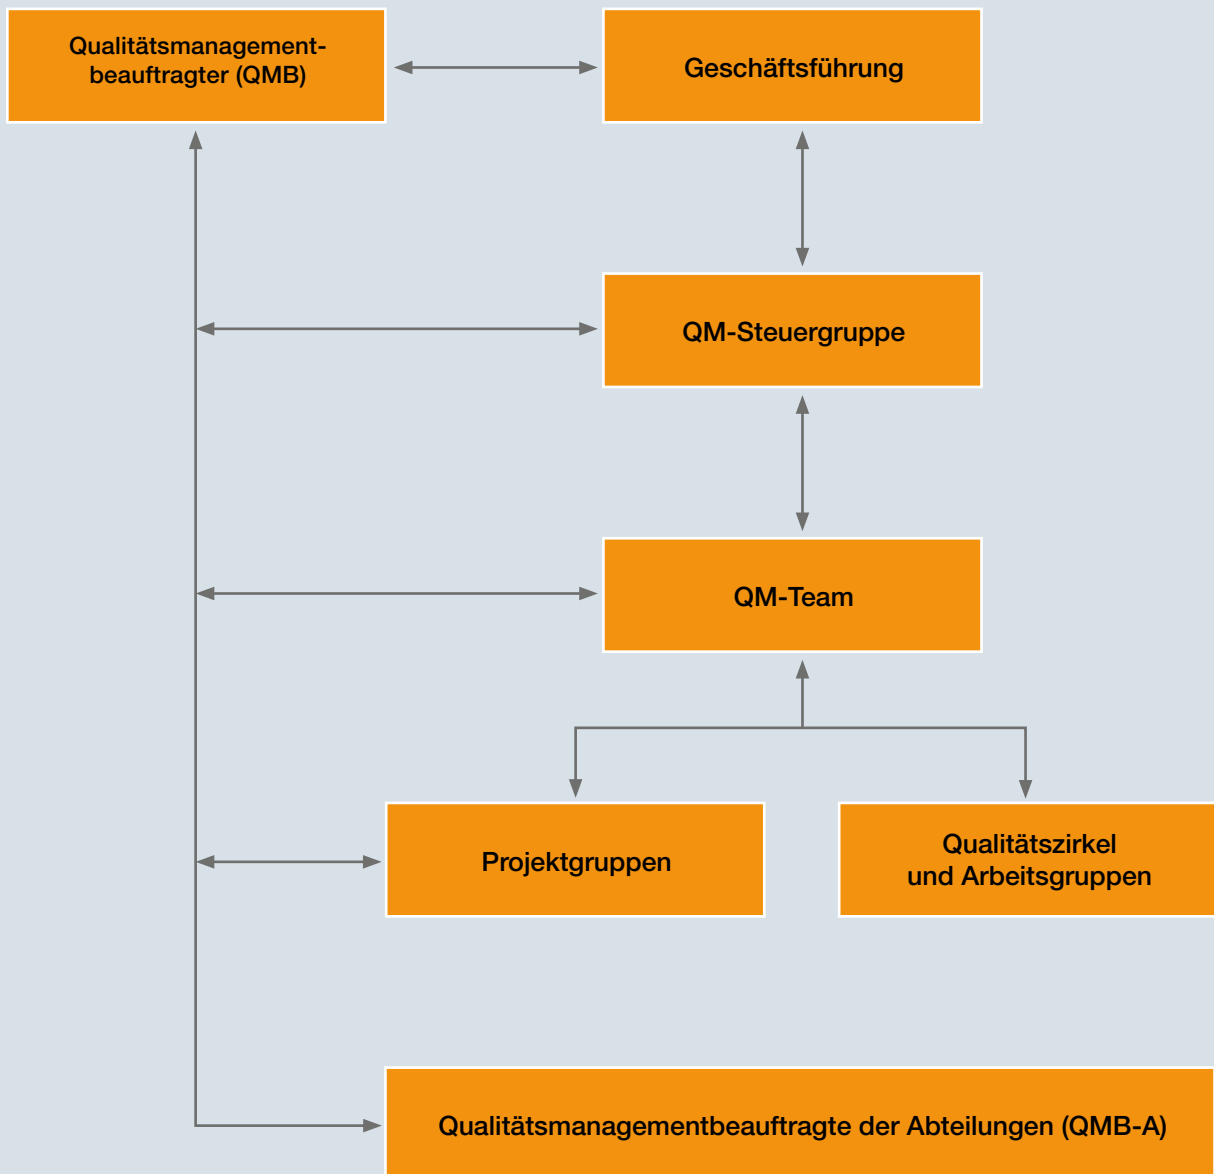 Qualitätsmanagement-
beauftragter (QMB)
Geschäftsführung
QM-Steuergruppe
QM-Team
Projektgruppen
Qualitätszirkel
und Arbeitsgruppen
Qualitätsmanagementbeauftragte der Abteilungen (QMB-A)